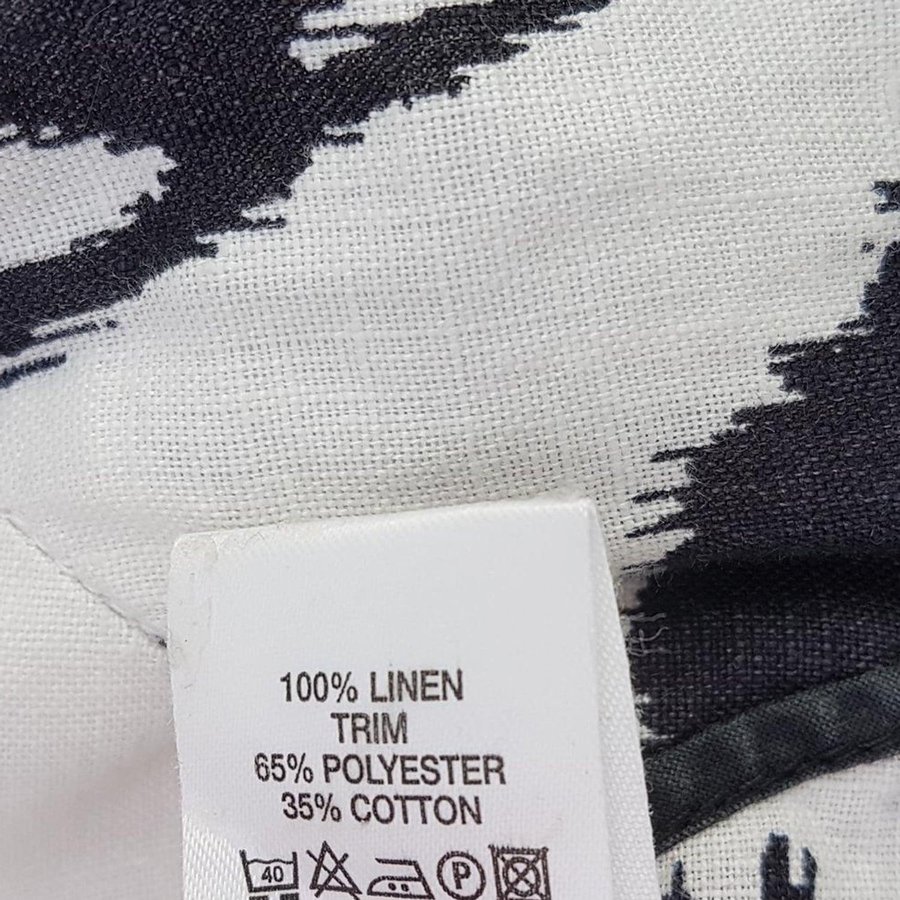 100% LINEN
TRIM
65% POLYESTER
35% COTTON
40 P